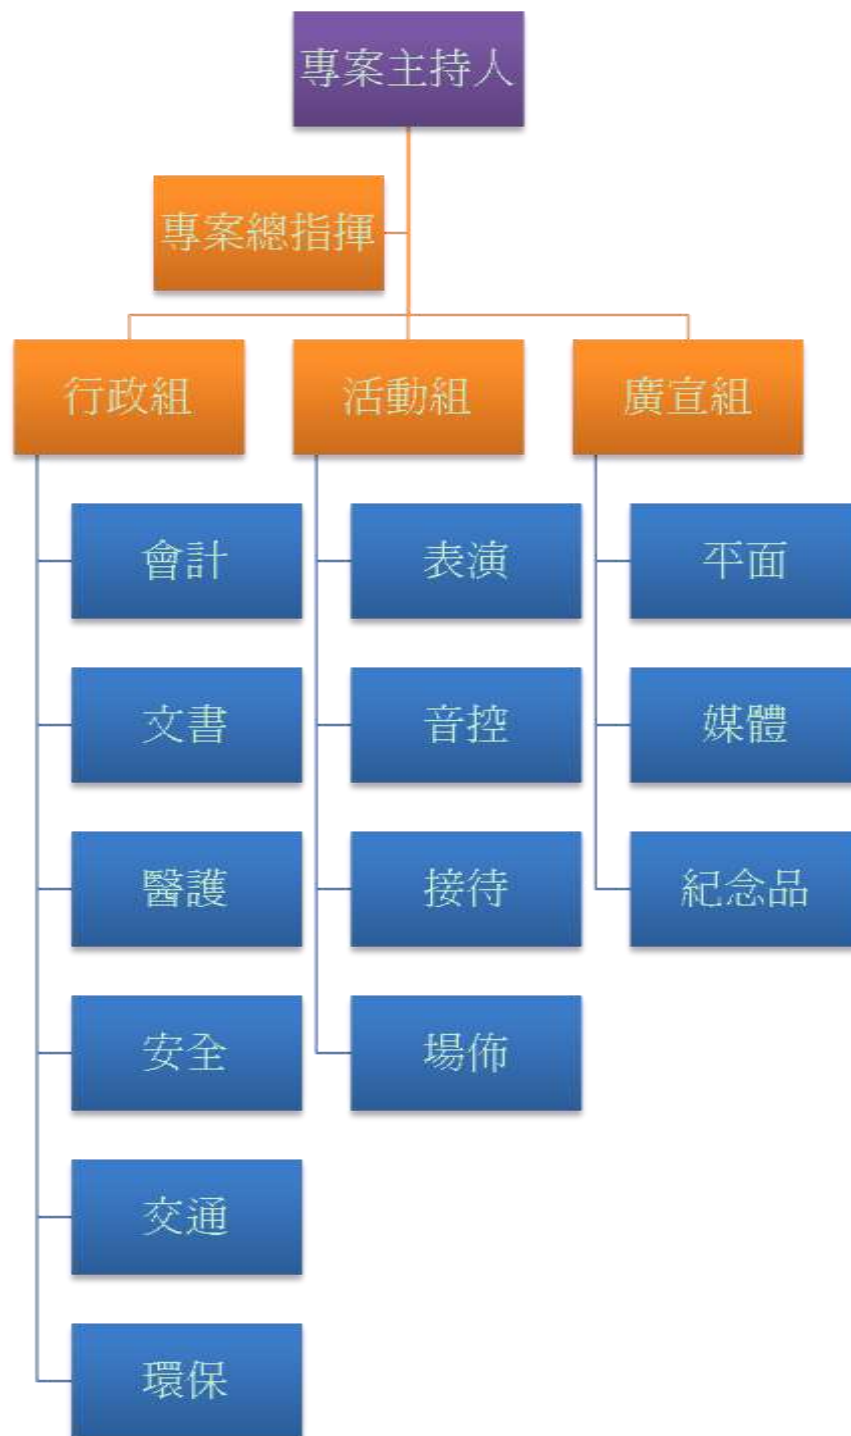 專案主持人
專案總指揮
行政組
活動組
廣宣組
會計
表演
平面
文書
音控
媒體
醫護
接待
紀念品
安全
場佈
交通
環保